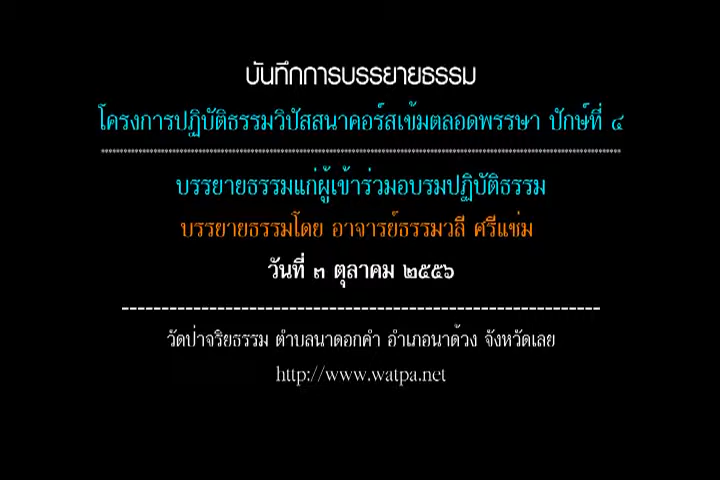 บันทึกการบรรยายธรรม
โครงการปฏิบัติธรรมวิปัสสนาคอร์สเข้มตลอดพรรษา ปักษ์ที่ ๔
บรรยายธรรมแก่ผู้เข้าร่วมอบรมปฏิบัติธรรม
บรรยายธรรมโดย อาจารย์ธรรมวลี ศรีแช่ม
วันที่ ๓ ตุลาคม ๒๕๕๖
วัดป่าจริยธรรม ตำบลนาดอกคำ อำเภอนาด้วง จังหวัดเลย
http://www.watpa.net